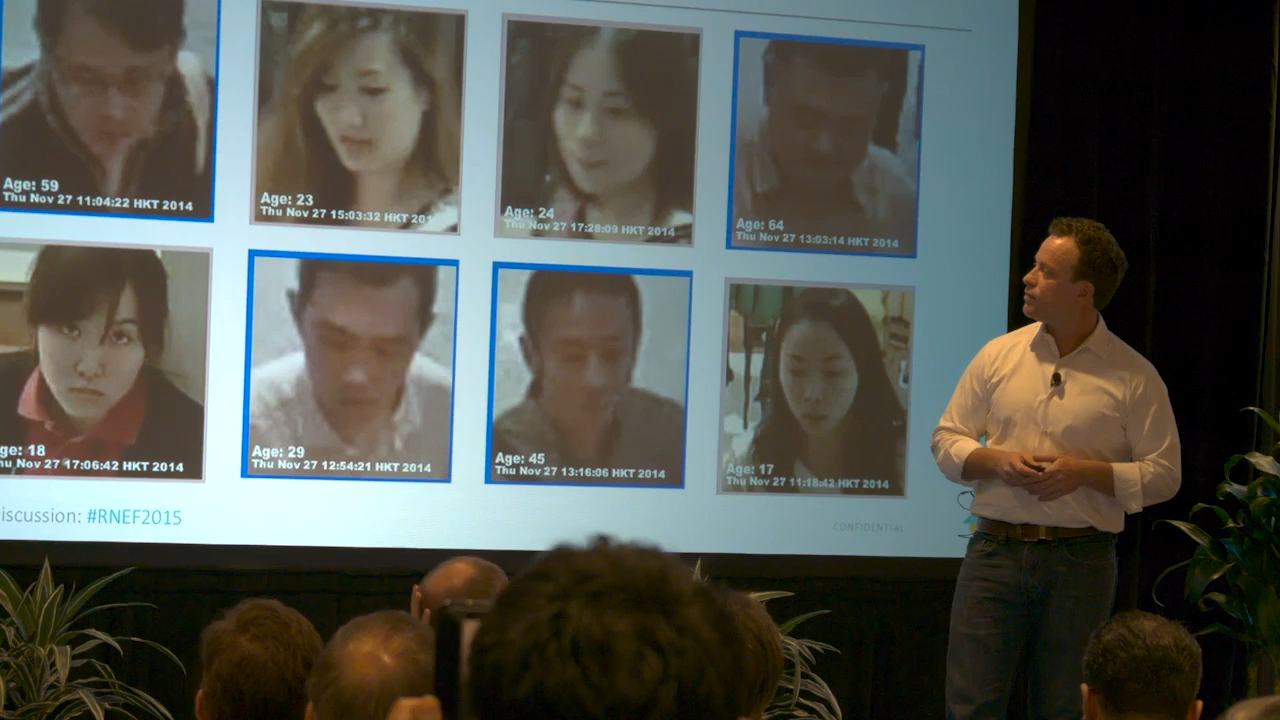 Age: 59
Thu Nov 27 11:04:22 HKT 2014
Age: 23
Thu Nov 27 15:03:32 HKT 201
Age: 24
Thu Nov 27 17:28:09 HKT 2014
Age: 64
Thu Nov 27 13:03:14 HKT 2014
ge: 18
u Nov 27 17:06:42 HKT 2014
Age: 29
Thu Nov 27 12:54:21 HKT 2014
Age: 45
Thu Nov 27 13:16:06 HKT 2014
Age: 17
Thu Nov 27 11:18:42 HKT 2014
iscussion: #RNEF2015
CONFIDENTIAL